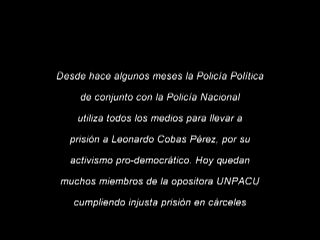 Desde hace algunos meses la Policía Política
de conjunto con la Policía Nacional
utiliza todos los medios para llevar a
prisión a Leonardo Cobas Pérez, por su
activismo pro-democrático. Hoy quedan
muchos miembros de la opositora UNPACU
cumpliendo injusta prisión en cárceles